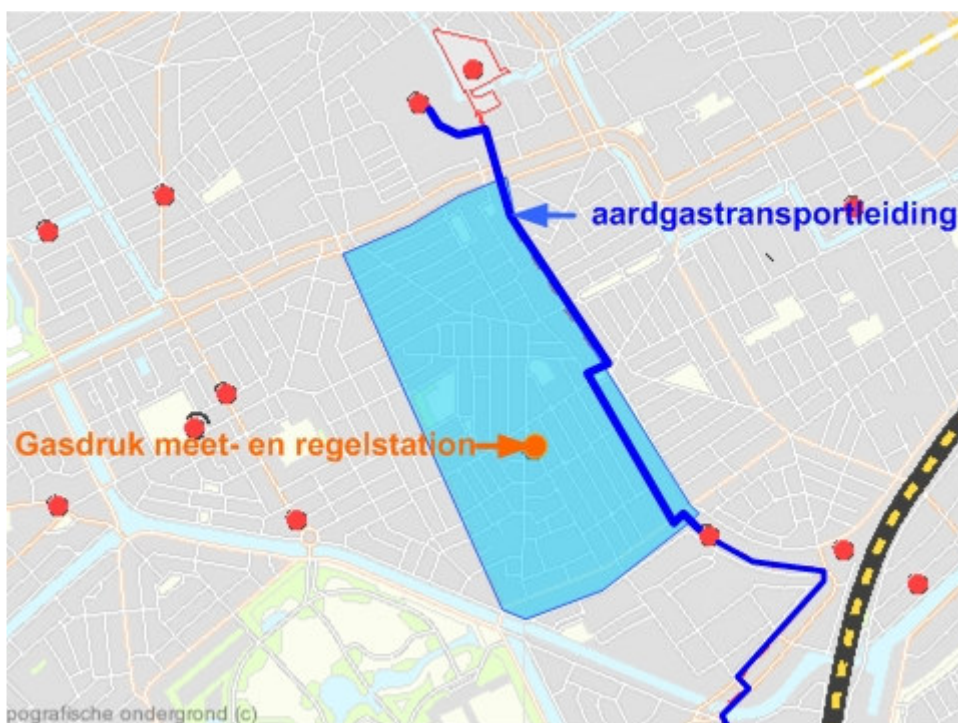 aardgastransportleiding
Gasdruk meet- en regelstation
pografische ondergrond (c)